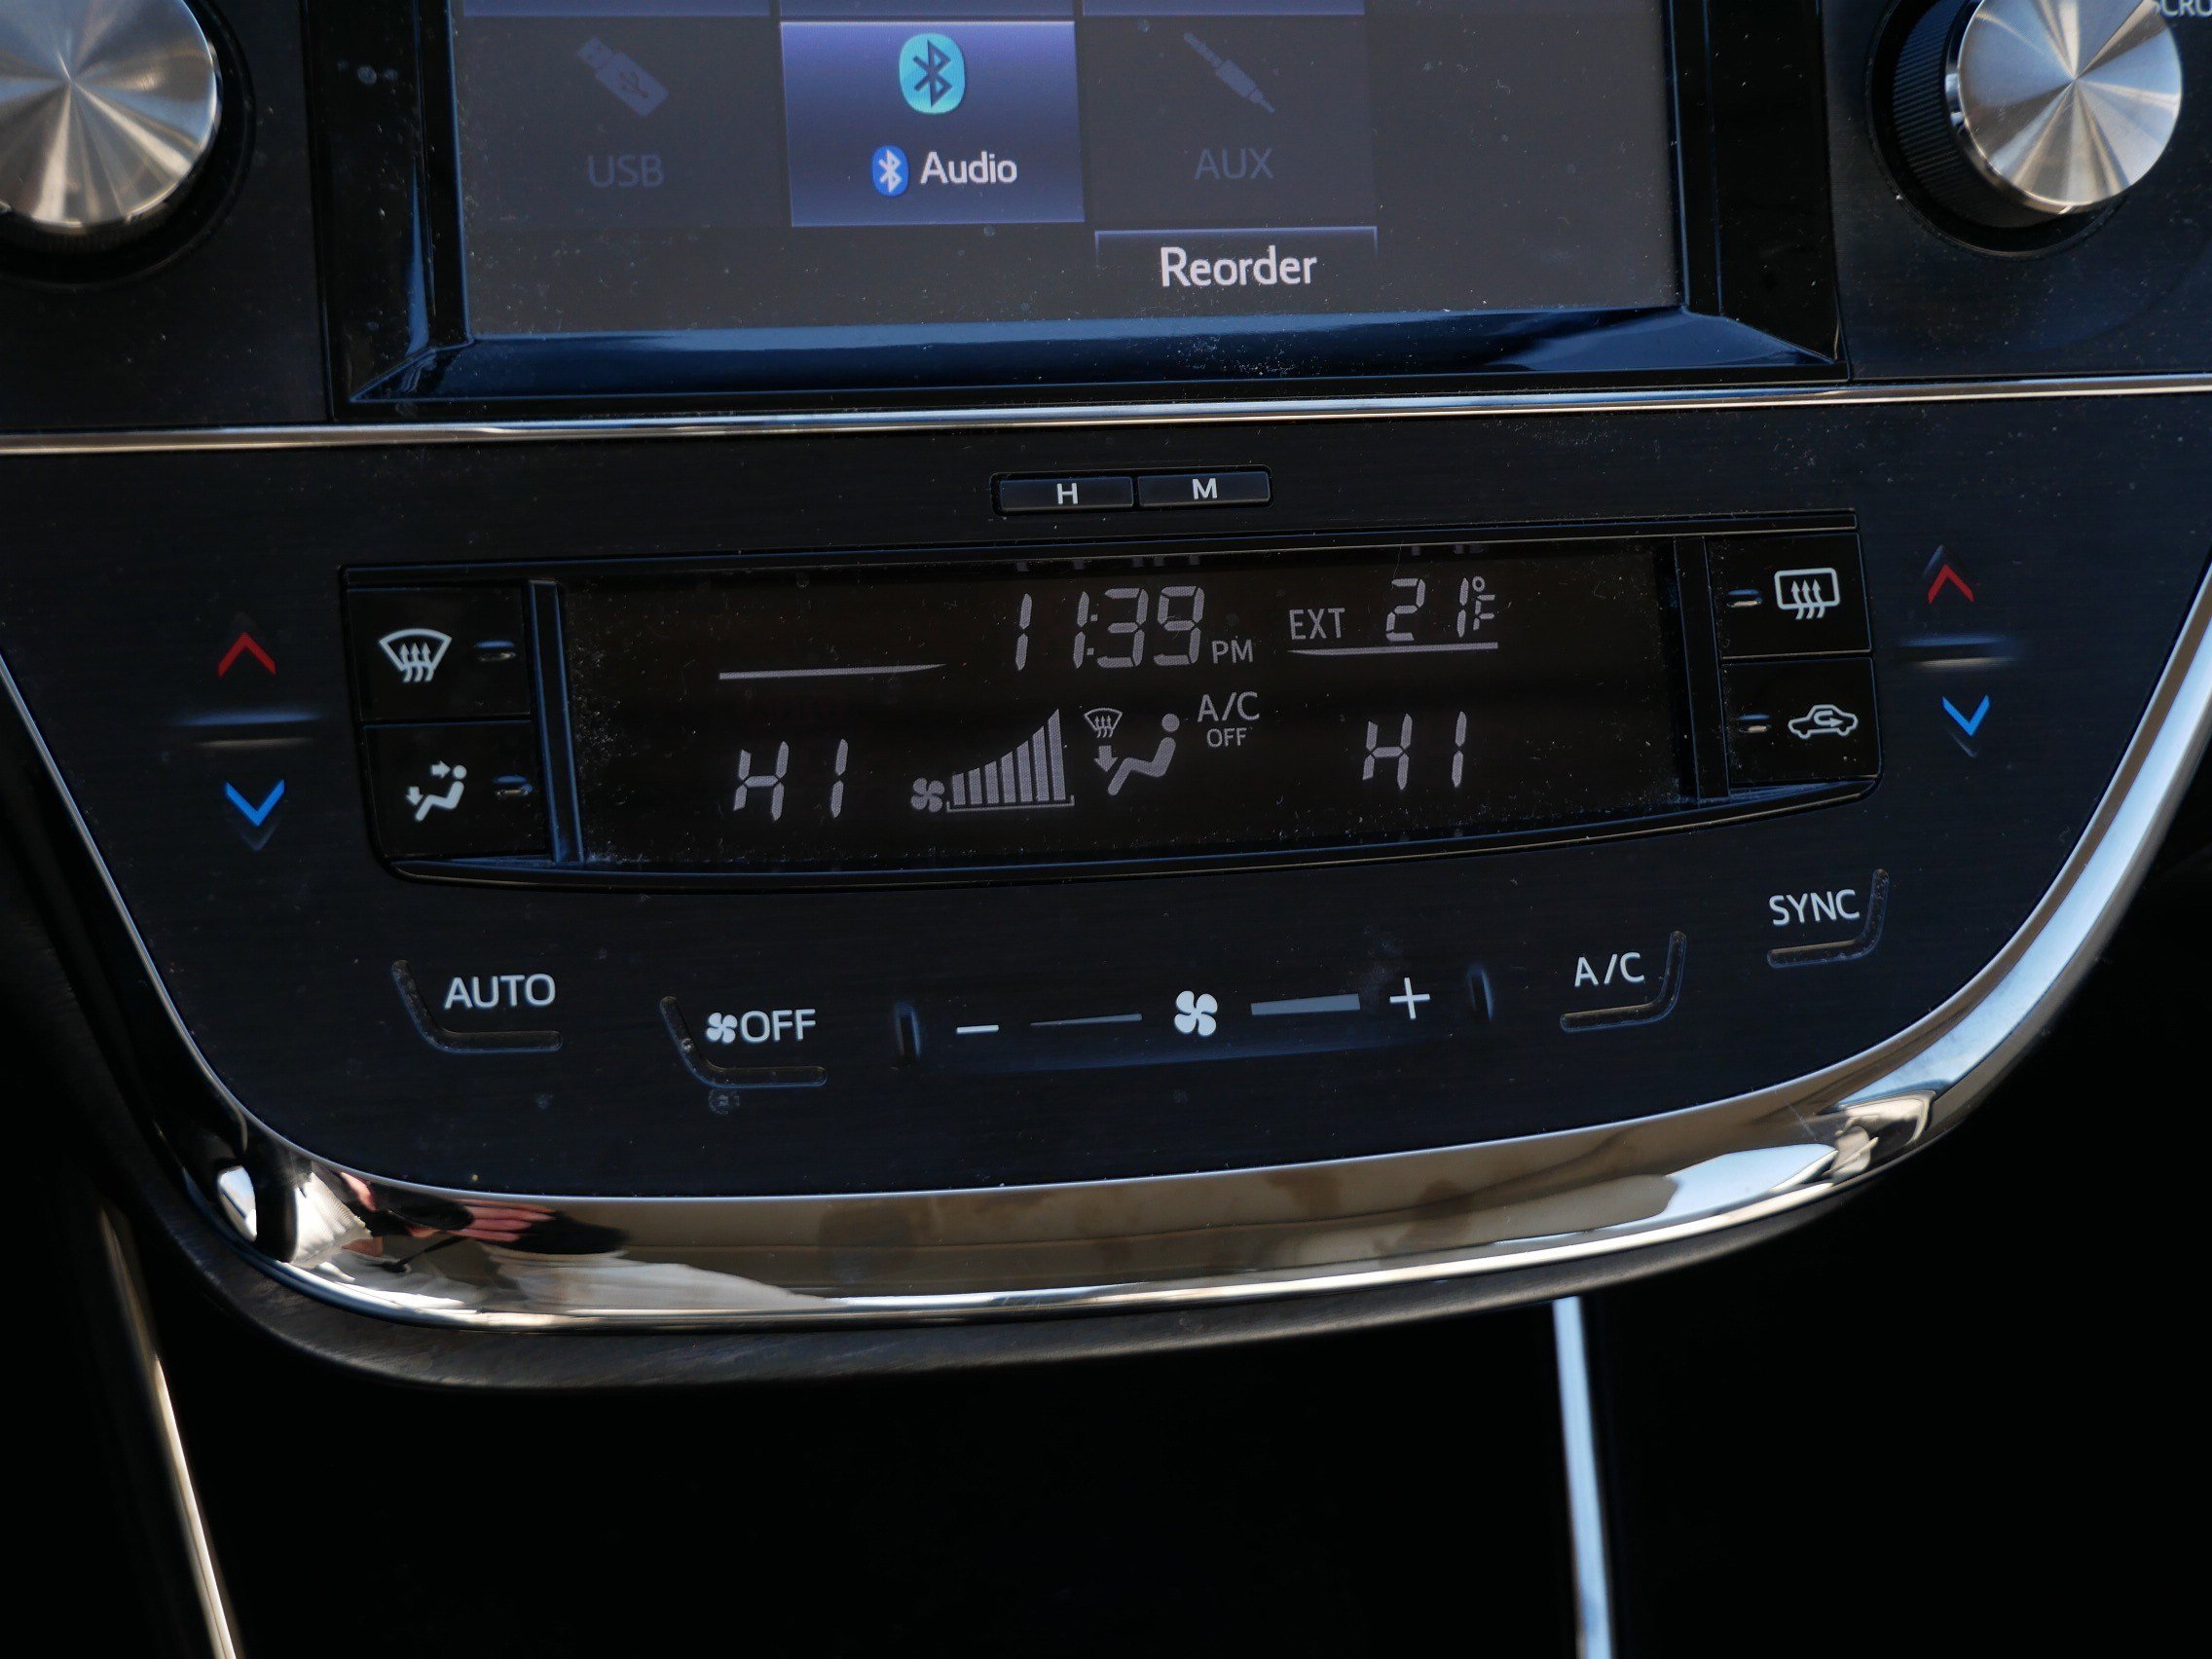 USB
Audio
AUX
Reorder
H M
11:39 PM EXT 21°F
A/C
OFF
HI HI
SYNC
AUTO
OFF
- +
A/C